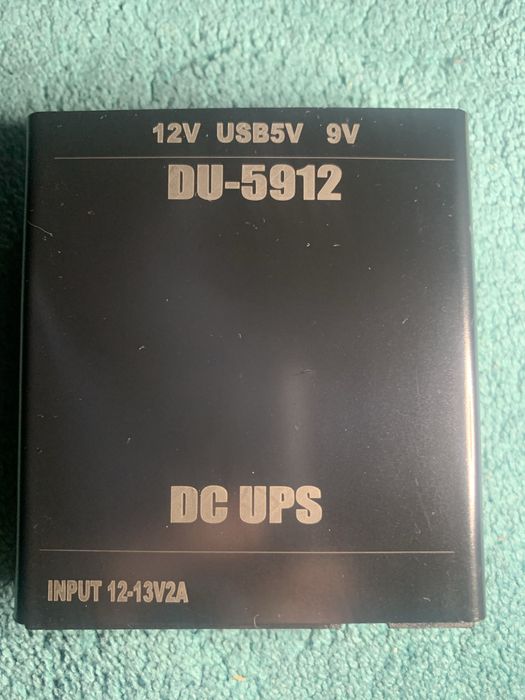 12V USB5V 9V
DU-5912
DC UPS
INPUT 12-13V2A